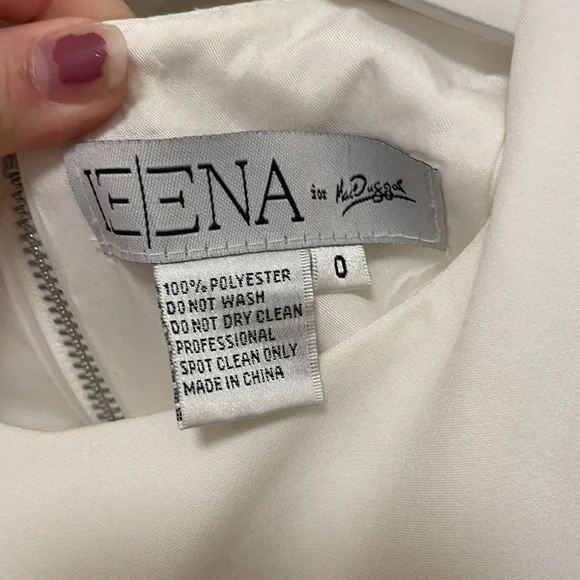 LEENA for MacDuggal
0
100% POLYESTER
DO NOT WASH
DO NOT DRY CLEAN
PROFESSIONAL
SPOT CLEAN ONLY
MADE IN CHINA